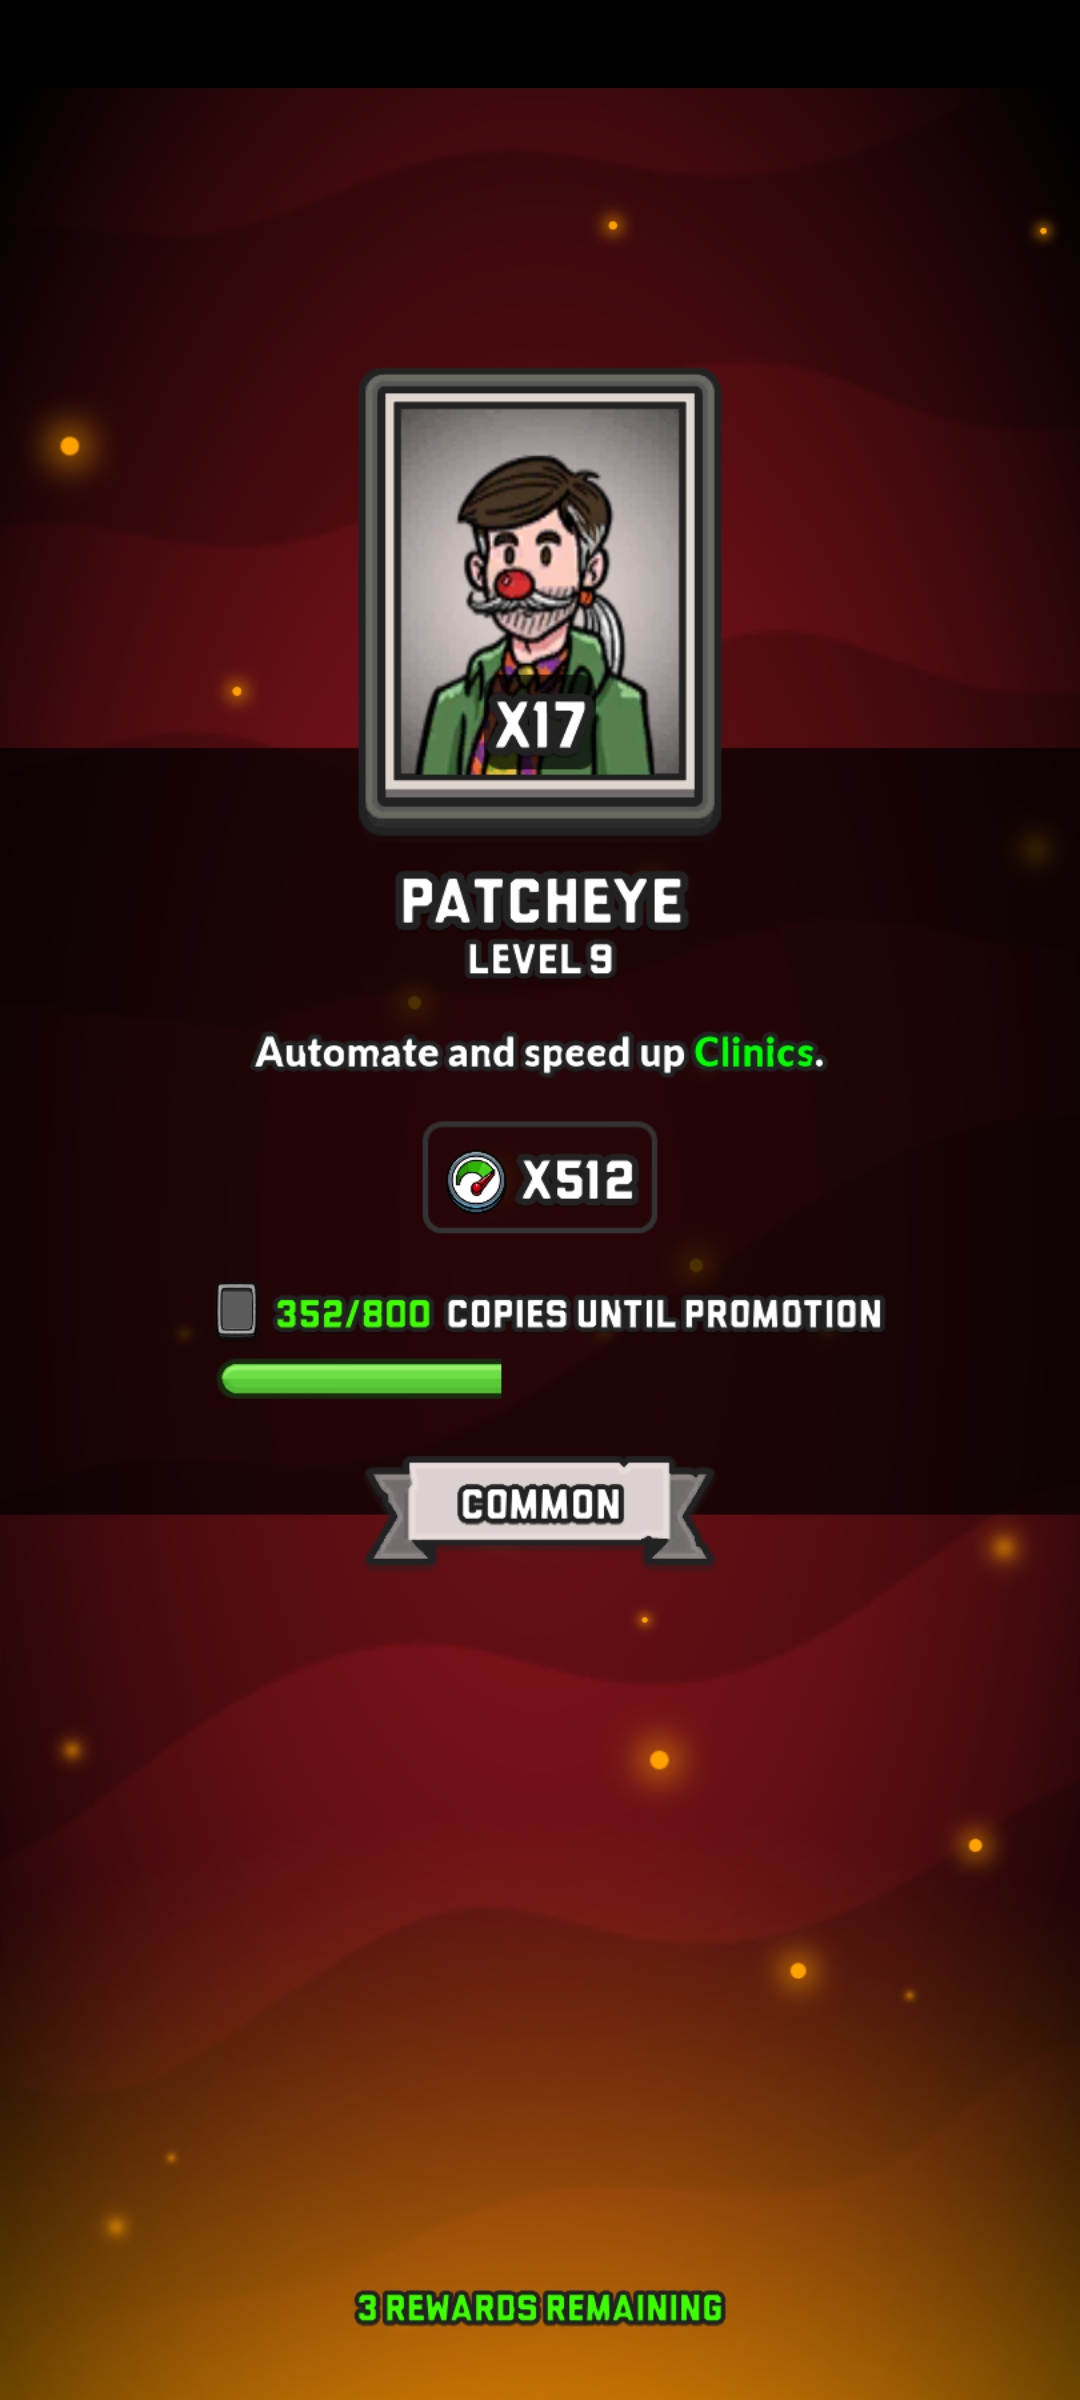 X17
PATCHEYE
LEVEL 9
Automate and speed up Clinics.
X512
352/800 COPIES UNTIL PROMOTION
COMMON
3 REWARDS REMAINING